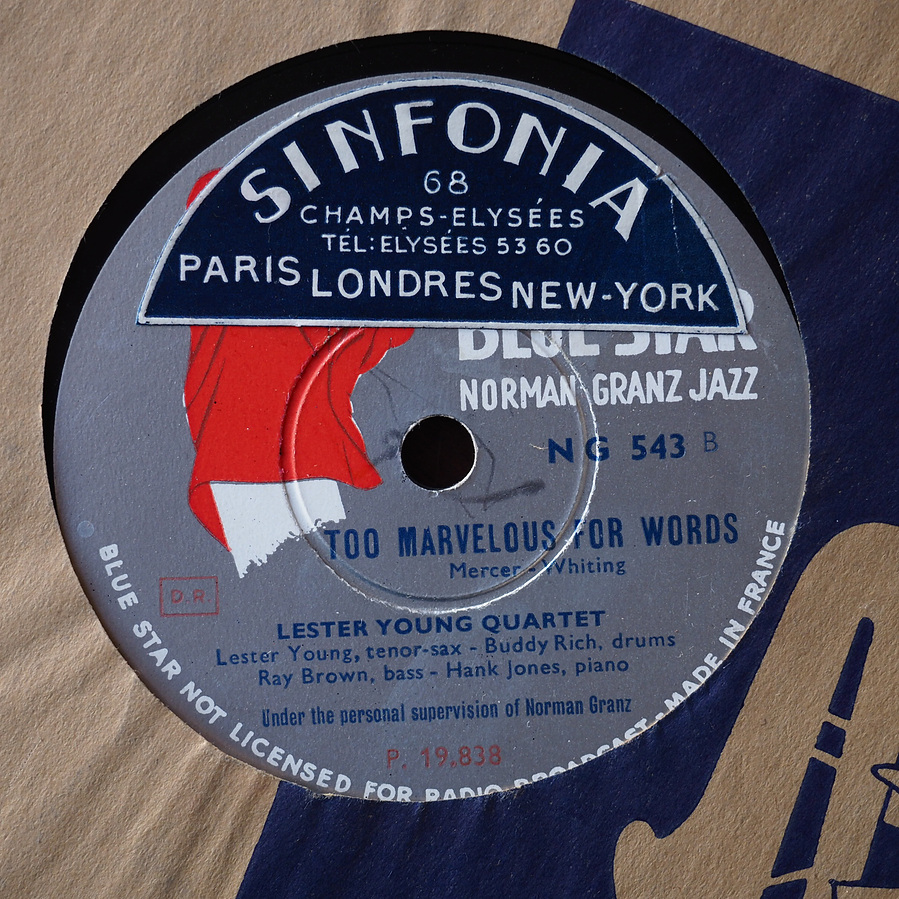 SINFONIA
68
CHAMPS-ELYSÉES
TÉL: ELYSÉES 53 60
PARIS LONDRES NEW-YORK
BLUE STAR
NORMAN GRANZ JAZZ
NG 543 B
TOO MARVELOUS FOR WORDS
Mercer - Whiting
D.R.
LESTER YOUNG QUARTET
Lester Young, tenor-sax - Buddy Rich, drums
Ray Brown, bass - Hank Jones, piano
Under the personal supervision of Norman Granz
P. 19.838
BLUE STAR NOT LICENSED FOR RADIO BROADCAST - MADE IN FRANCE